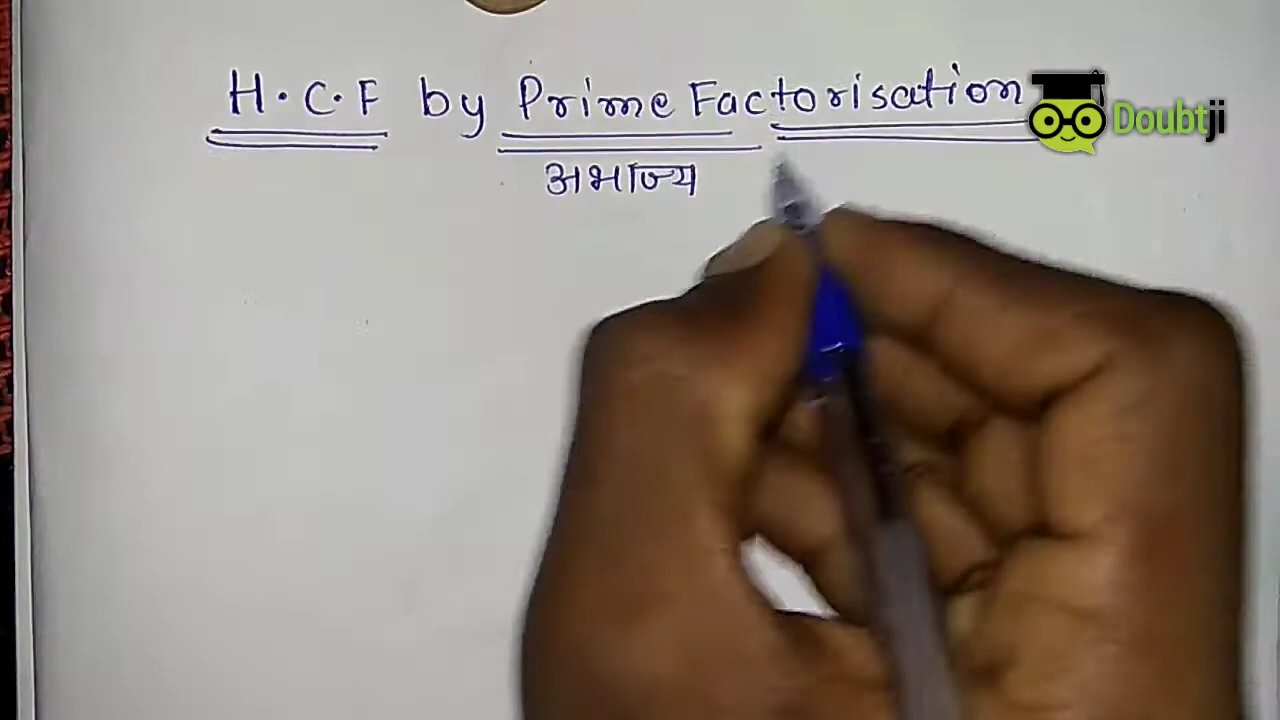 H.C.F by Prime Factorisation
Doubtji
अभाज्य